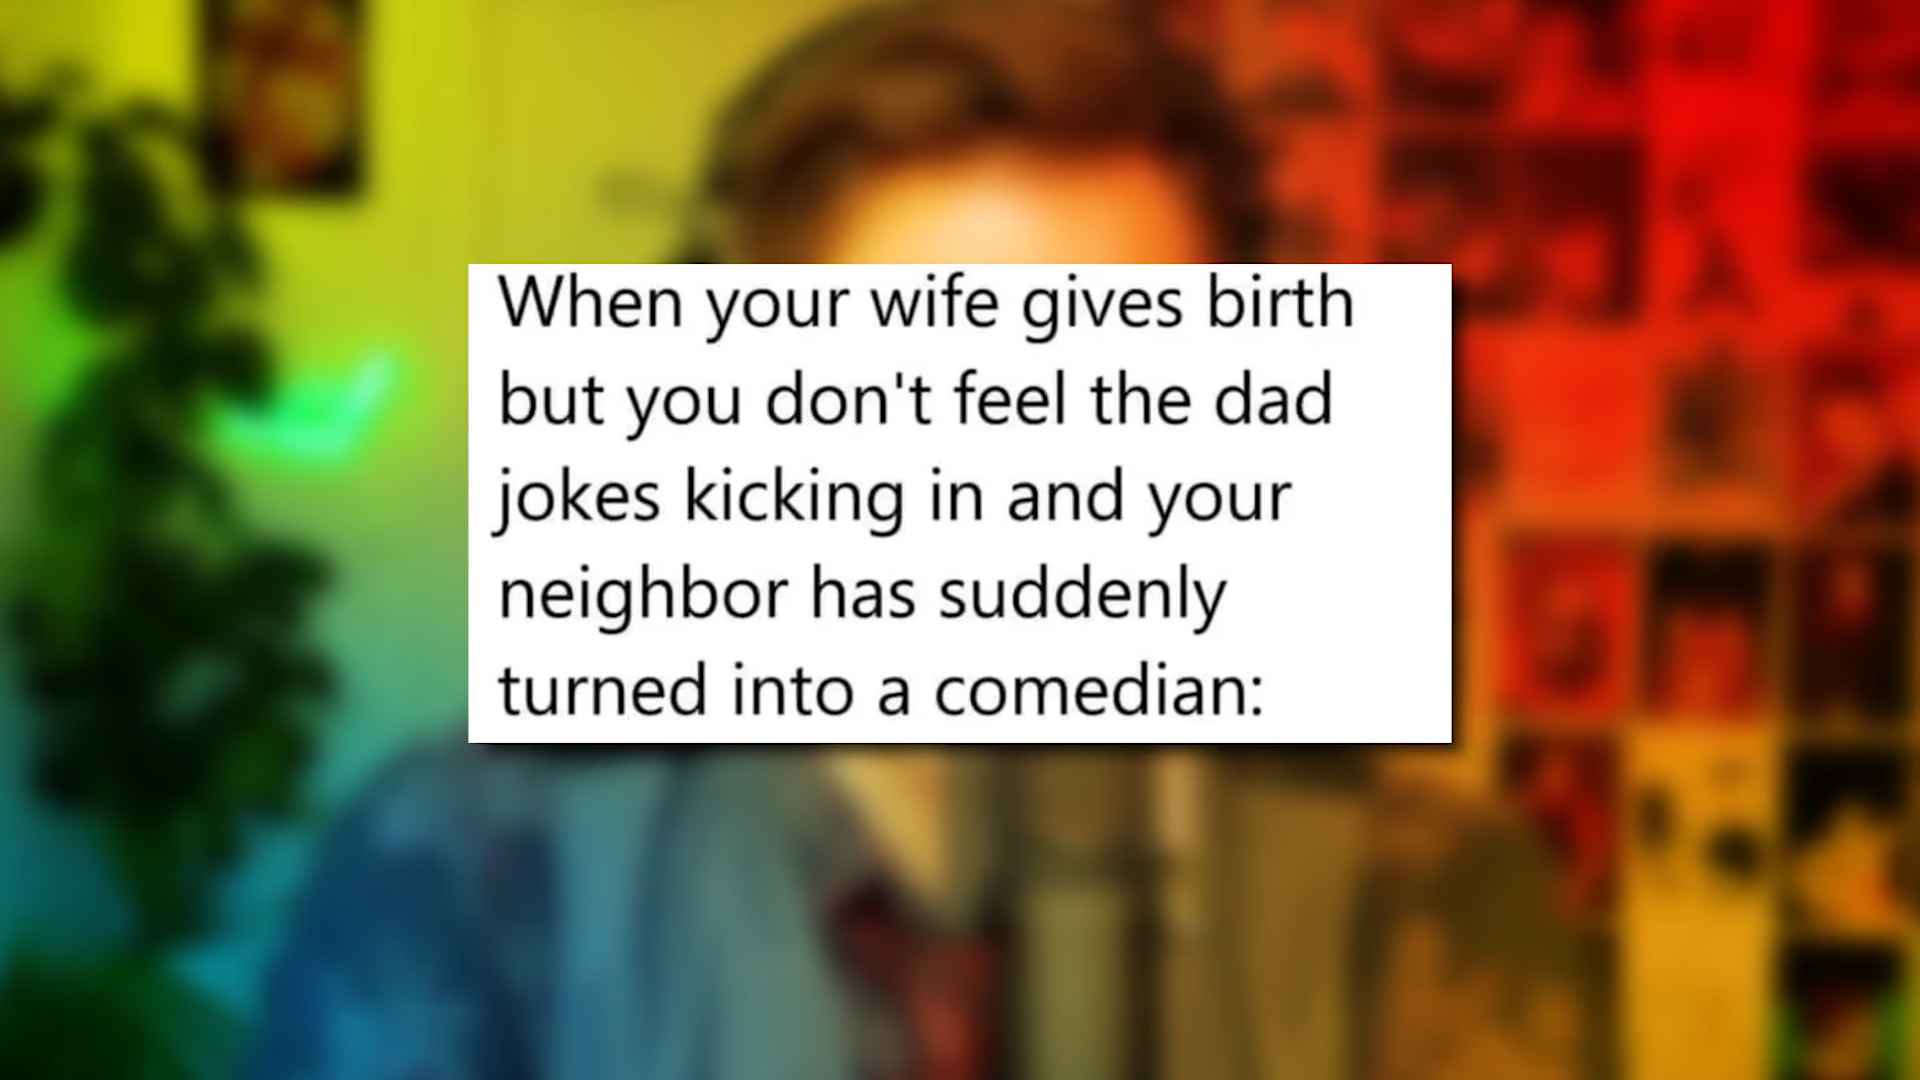 When your wife gives birth
but you don't feel the dad
jokes kicking in and your
neighbor has suddenly
turned into a comedian: